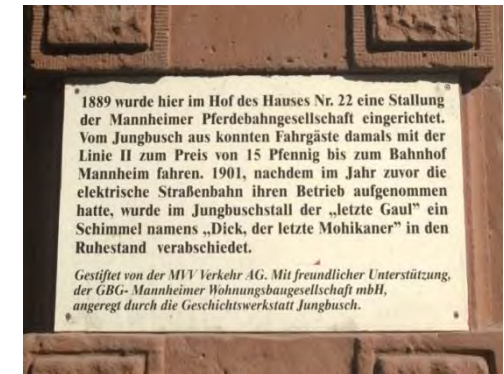 1889 wurde hier im Hof des Hauses Nr. 22 eine Stallung
der Mannheimer Pferdebahngesellschaft eingerichtet.
Vom Jungbusch aus konnten Fahrgäste damals mit der
Linie II zum Preis von 15 Pfennig bis zum Bahnhof
Mannheim fahren. 1901, nachdem im Jahr zuvor die
elektrische Straßenbahn ihren Betrieb aufgenommen
hatte, wurde im Jungbuschstall der „letzte Gaul" ein
Schimmel namens „Dick, der letzte Mohikaner" in den
Ruhestand verabschiedet.
Gestiftet von der MVV Verkehr AG. Mit freundlicher Unterstützung,
der GBG- Mannheimer Wohnungsbaugesellschaft mbH,
angeregt durch die Geschichtswerkstatt Jungbusch.